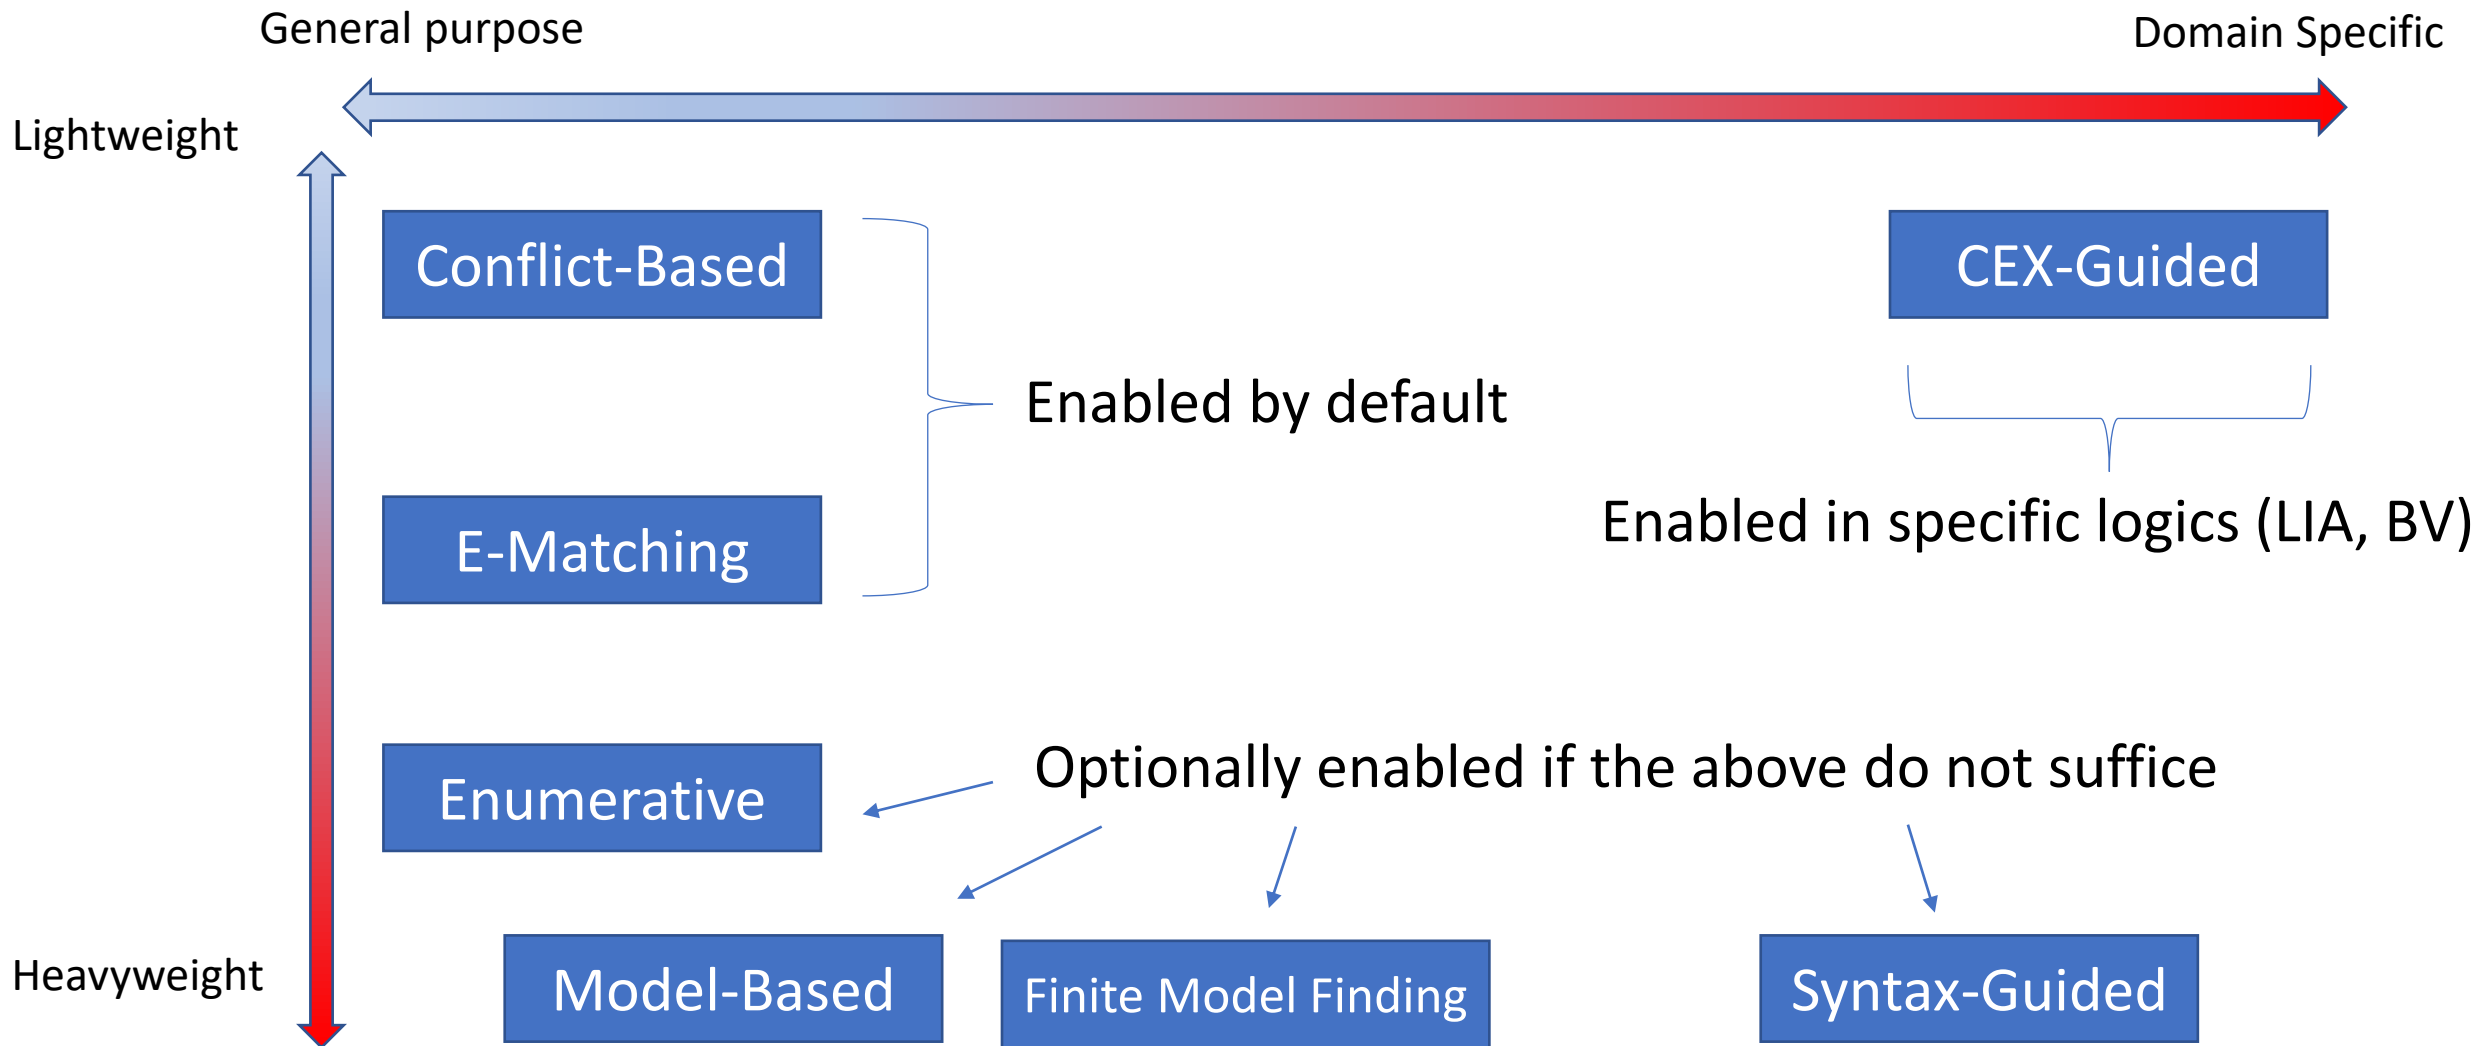 General purpose
Domain Specific
Lightweight
Conflict-Based
CEX-Guided
Enabled by default
E-Matching
Enabled in specific logics (LIA, BV)
Enumerative
Optionally enabled if the above do not suffice
Heavyweight
Model-Based
Finite Model Finding
Syntax-Guided